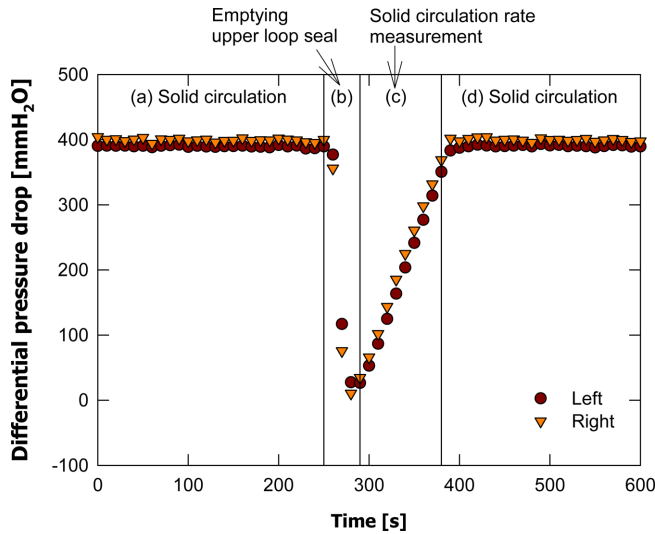 Emptying
upper loop seal
Solid circulation rate
measurement
(a) Solid circulation
(b)
(c)
(d) Solid circulation
Differential pressure drop [mmH₂O]
500
400
300
200
100
0
-100
Left
Right
0 100 200 300 400 500 600
Time [s]